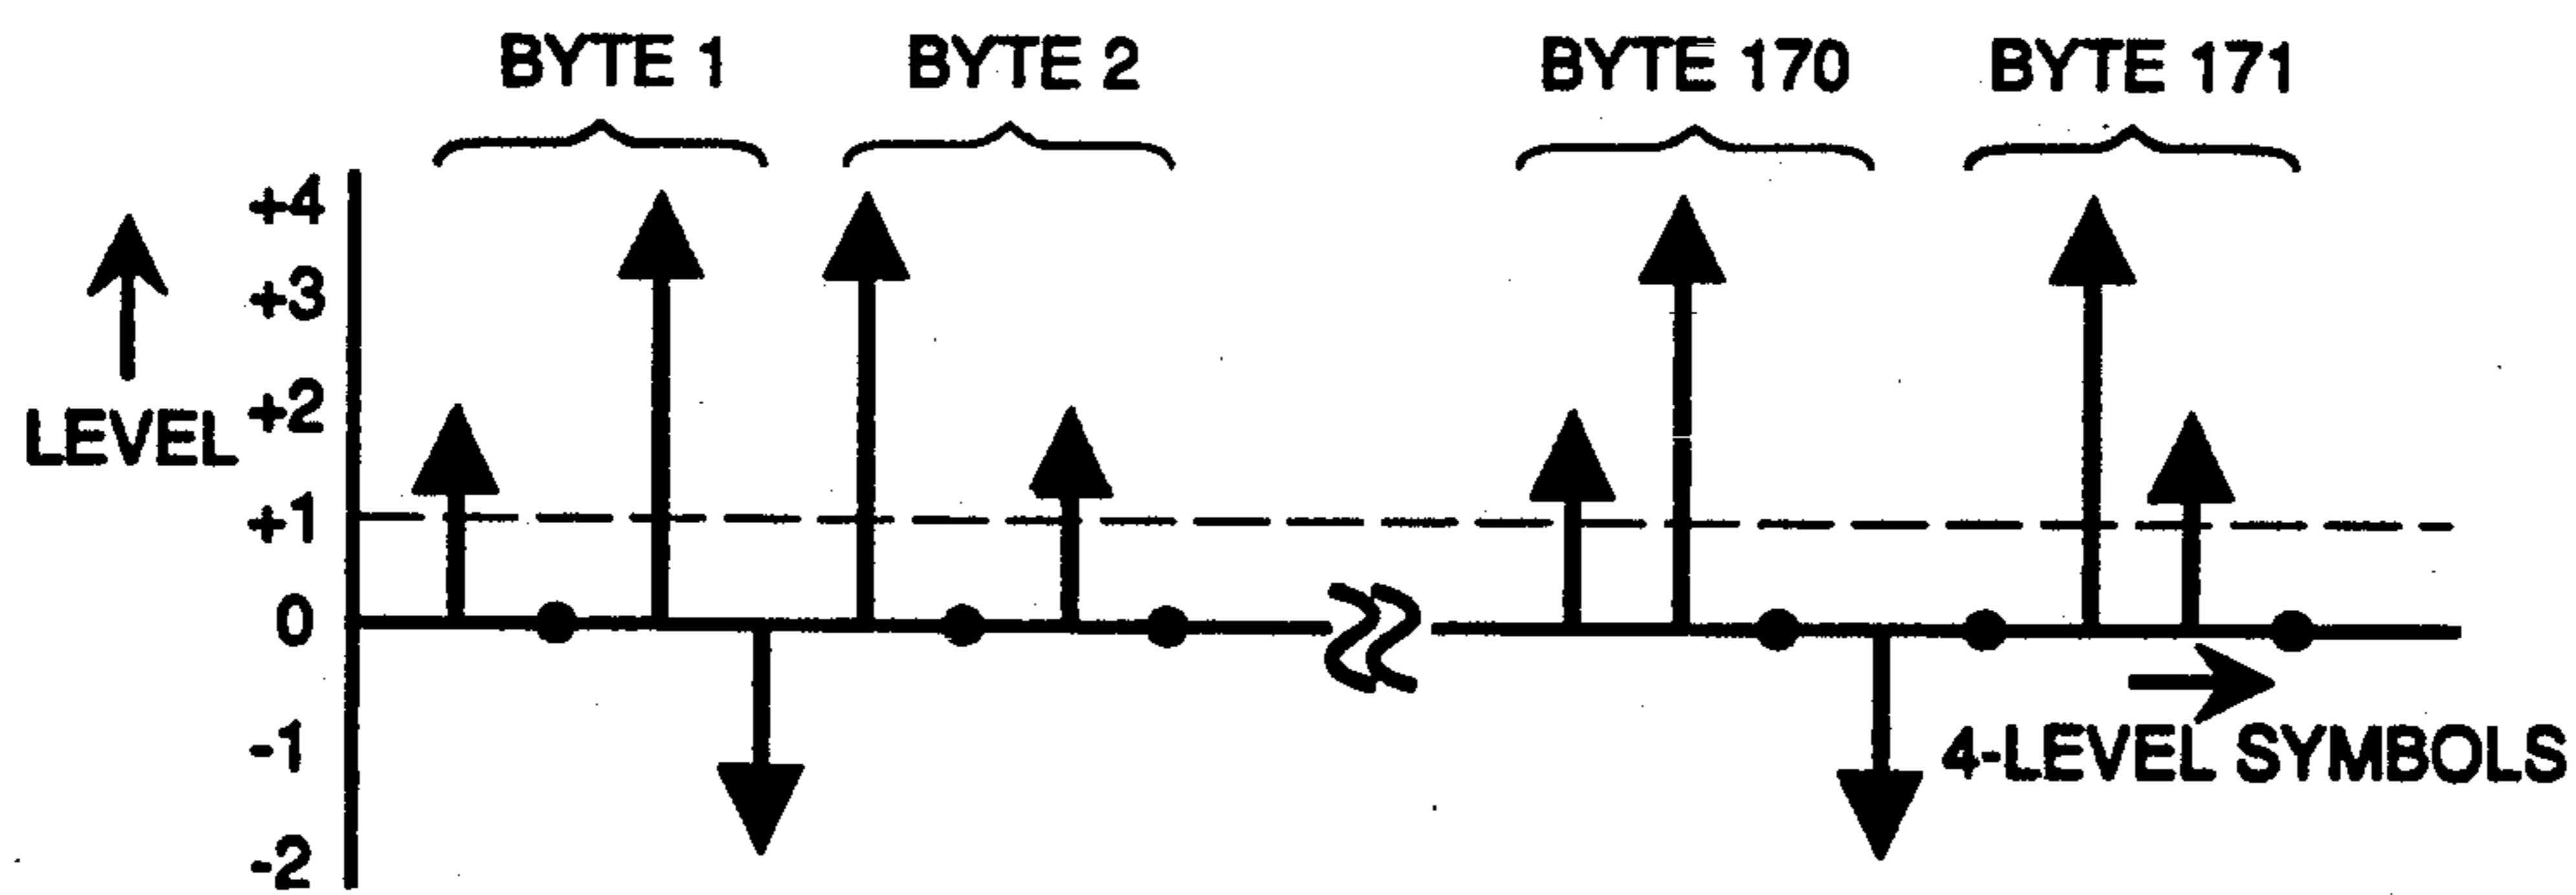 BYTE 1 BYTE 2 BYTE 170 BYTE 171
+4
+3
+2
LEVEL
+1
0
-1
4-LEVEL SYMBOLS
-2